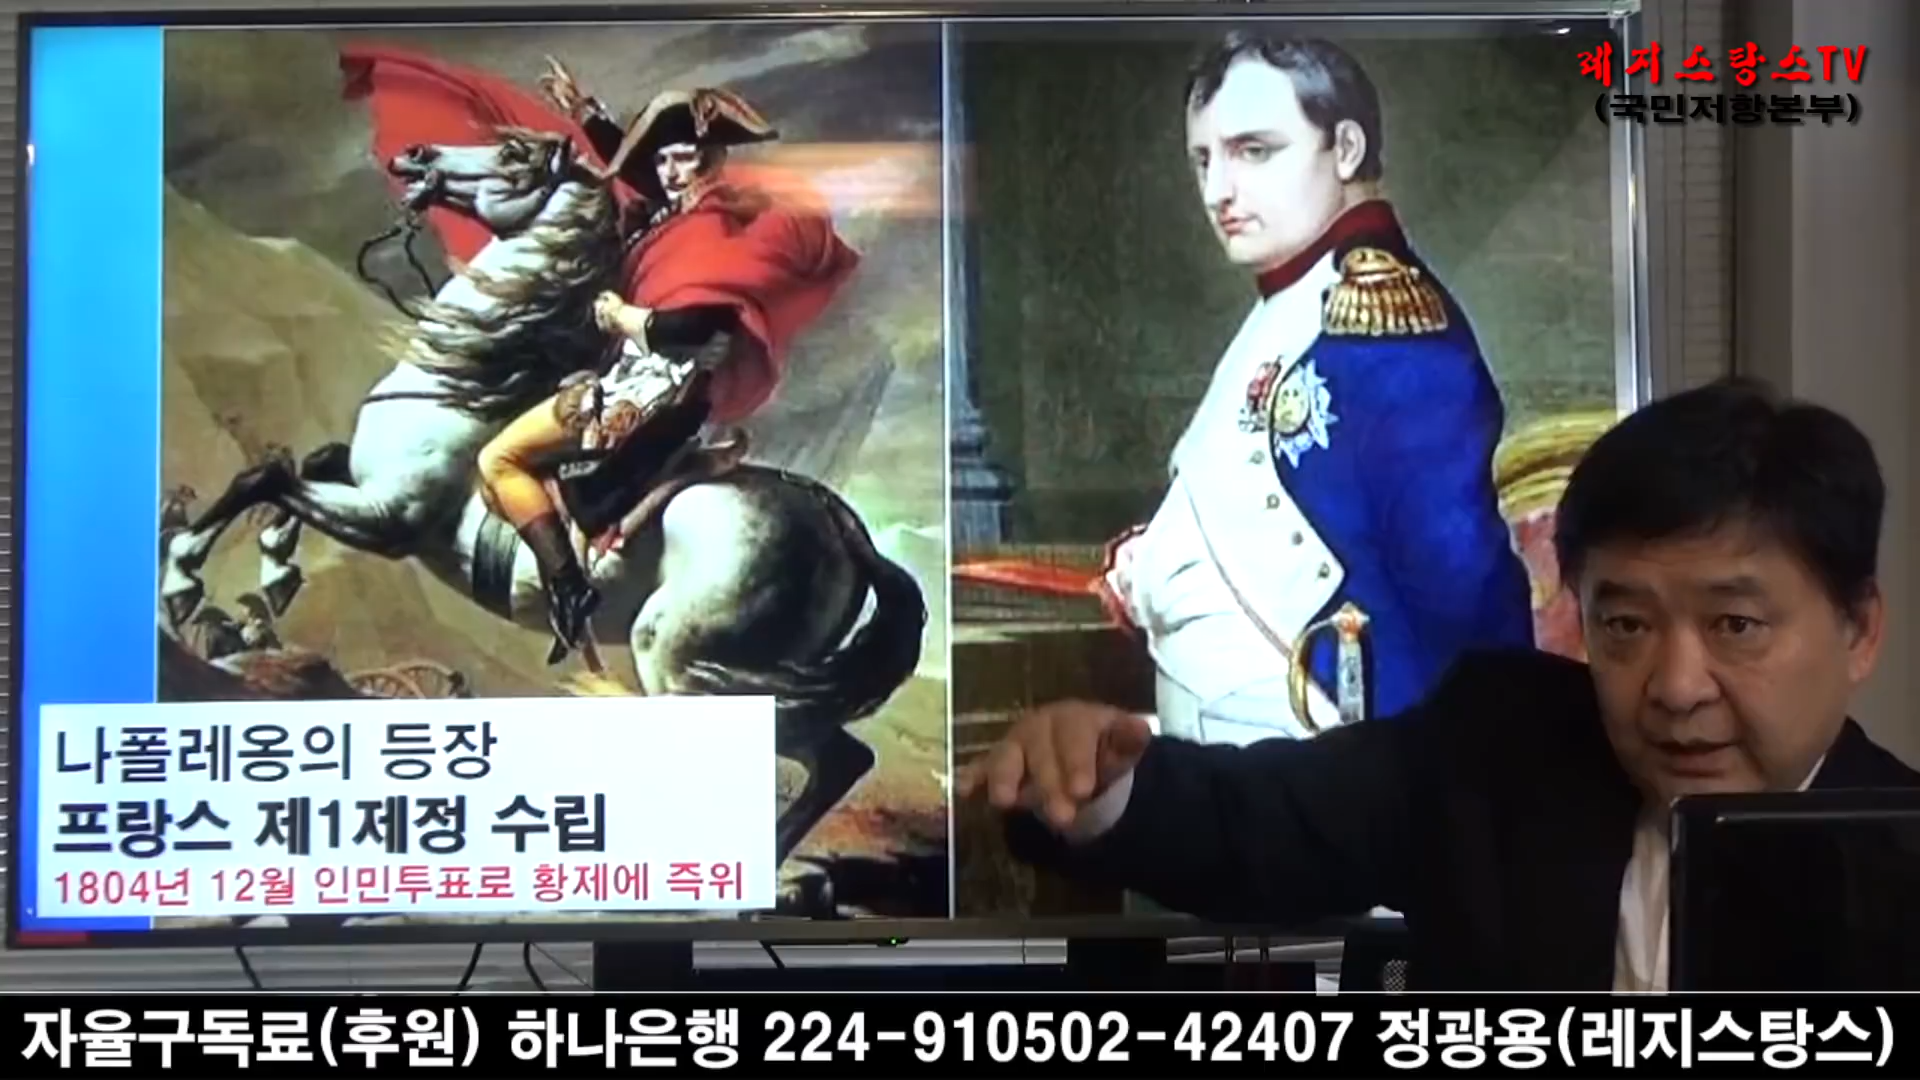 레지스탕스TV
(국민저항본부)
나폴레옹의 등장
프랑스 제1제정 수립
1804년 12월 인민투표로 황제에 즉위
자율구독료(후원) 하나은행 224-910502-42407 정광용(레지스탕스)